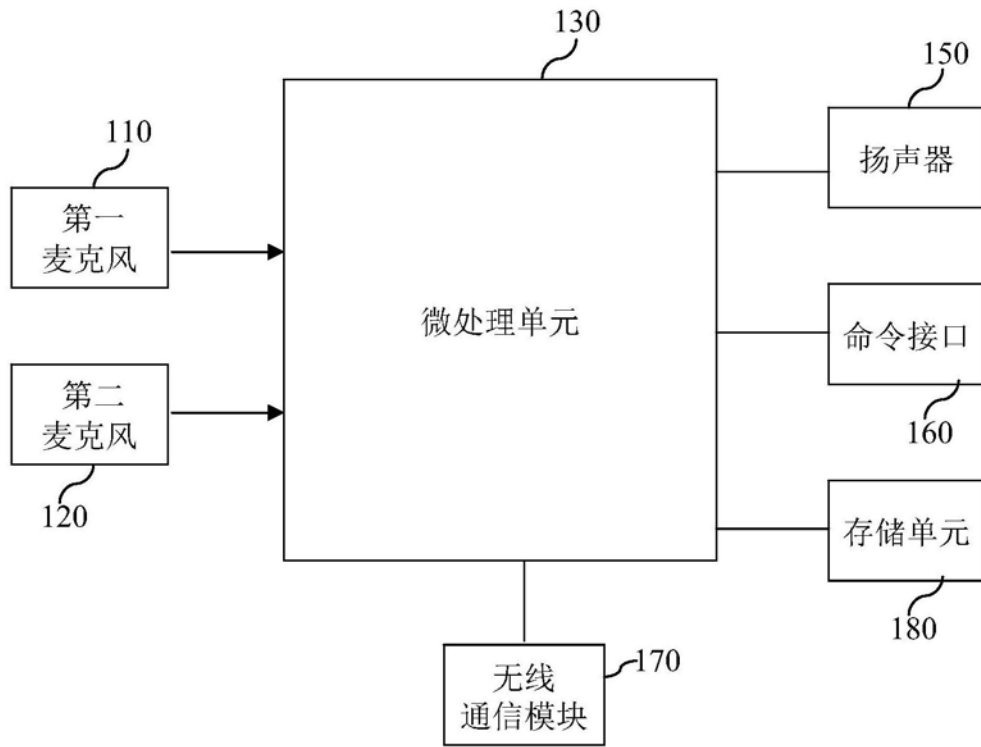 130
150
110
扬声器
第一
麦克风
微处理单元
命令接口
第二
麦克风
160
120
存储单元
180
170
无线
通信模块